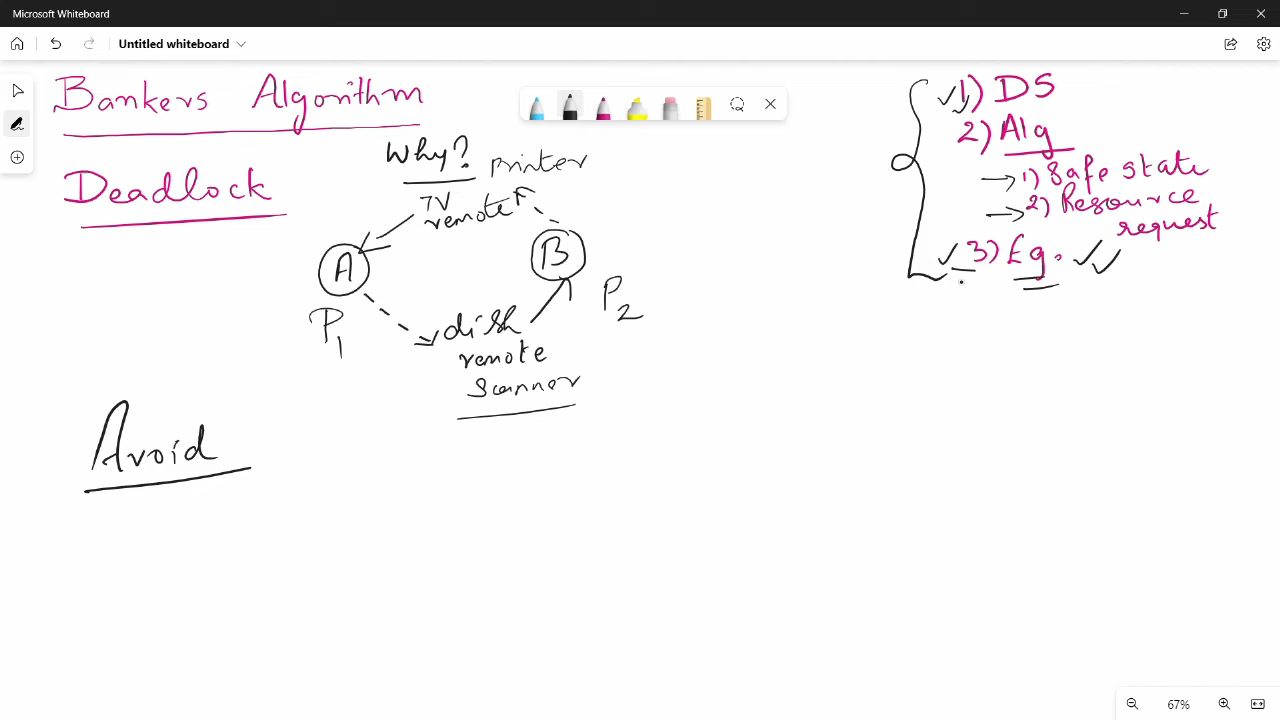 Microsoft Whiteboard
Untitled whiteboard
Bankers Algorithm
Deadlock
Why?
printer
TV
remote
A
B
P1
P2
dish
remote
scanner
Avoid
1) DS
2) Alg
1) Safe state
2) Resource
request
3) Eg.
67%